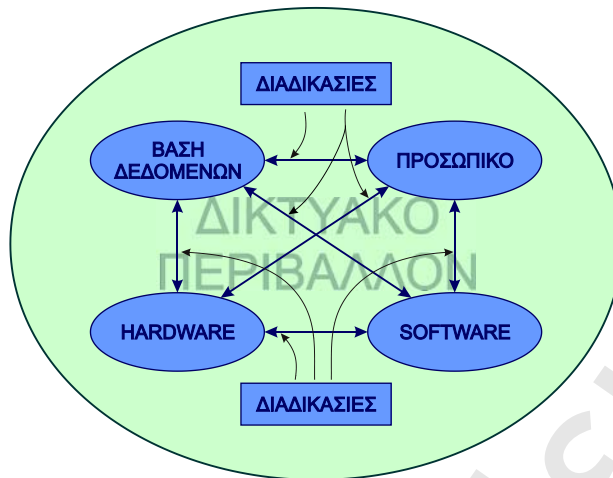 ΔΙΑΔΙΚΑΣΙΕΣ
ΒΑΣΗ
ΔΕΔΟΜΕΝΩΝ
ΠΡΟΣΩΠΙΚΟ
ΔΙΚΤΥΑΚΟ
ΠΕΡΙΒΑΛΛΟΝ
HARDWARE
SOFTWARE
ΔΙΑΔΙΚΑΣΙΕΣ